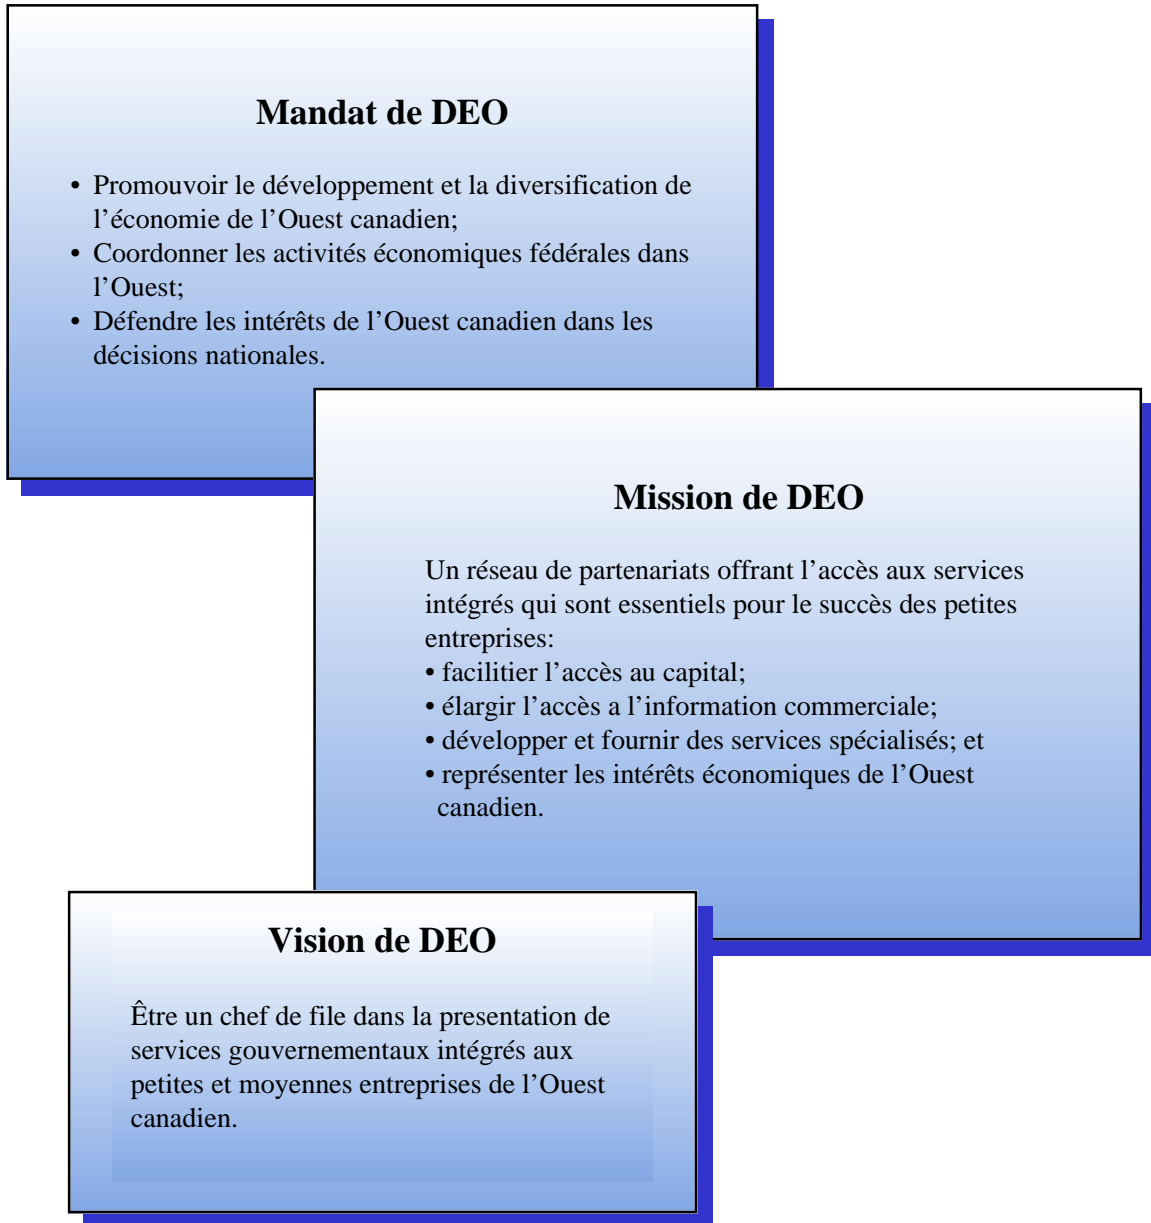 Mandat de DEO
• Promouvoir le développement et la diversification de
l’économie de l’Ouest canadien;
• Coordonner les activités économiques fédérales dans
l’Ouest;
• Défendre les intérêts de l’Ouest canadien dans les
décisions nationales.
Mission de DEO
Un réseau de partenariats offrant l’accès aux services
intégrés qui sont essentiels pour le succès des petites
entreprises:
• facilitier l’accès au capital;
• élargir l’accès a l’information commerciale;
• développer et fournir des services spécialisés; et
• représenter les intérêts économiques de l’Ouest
canadien.
Vision de DEO
Être un chef de file dans la presentation de
services gouvernementaux intégrés aux
petites et moyennes entreprises de l’Ouest
canadien.